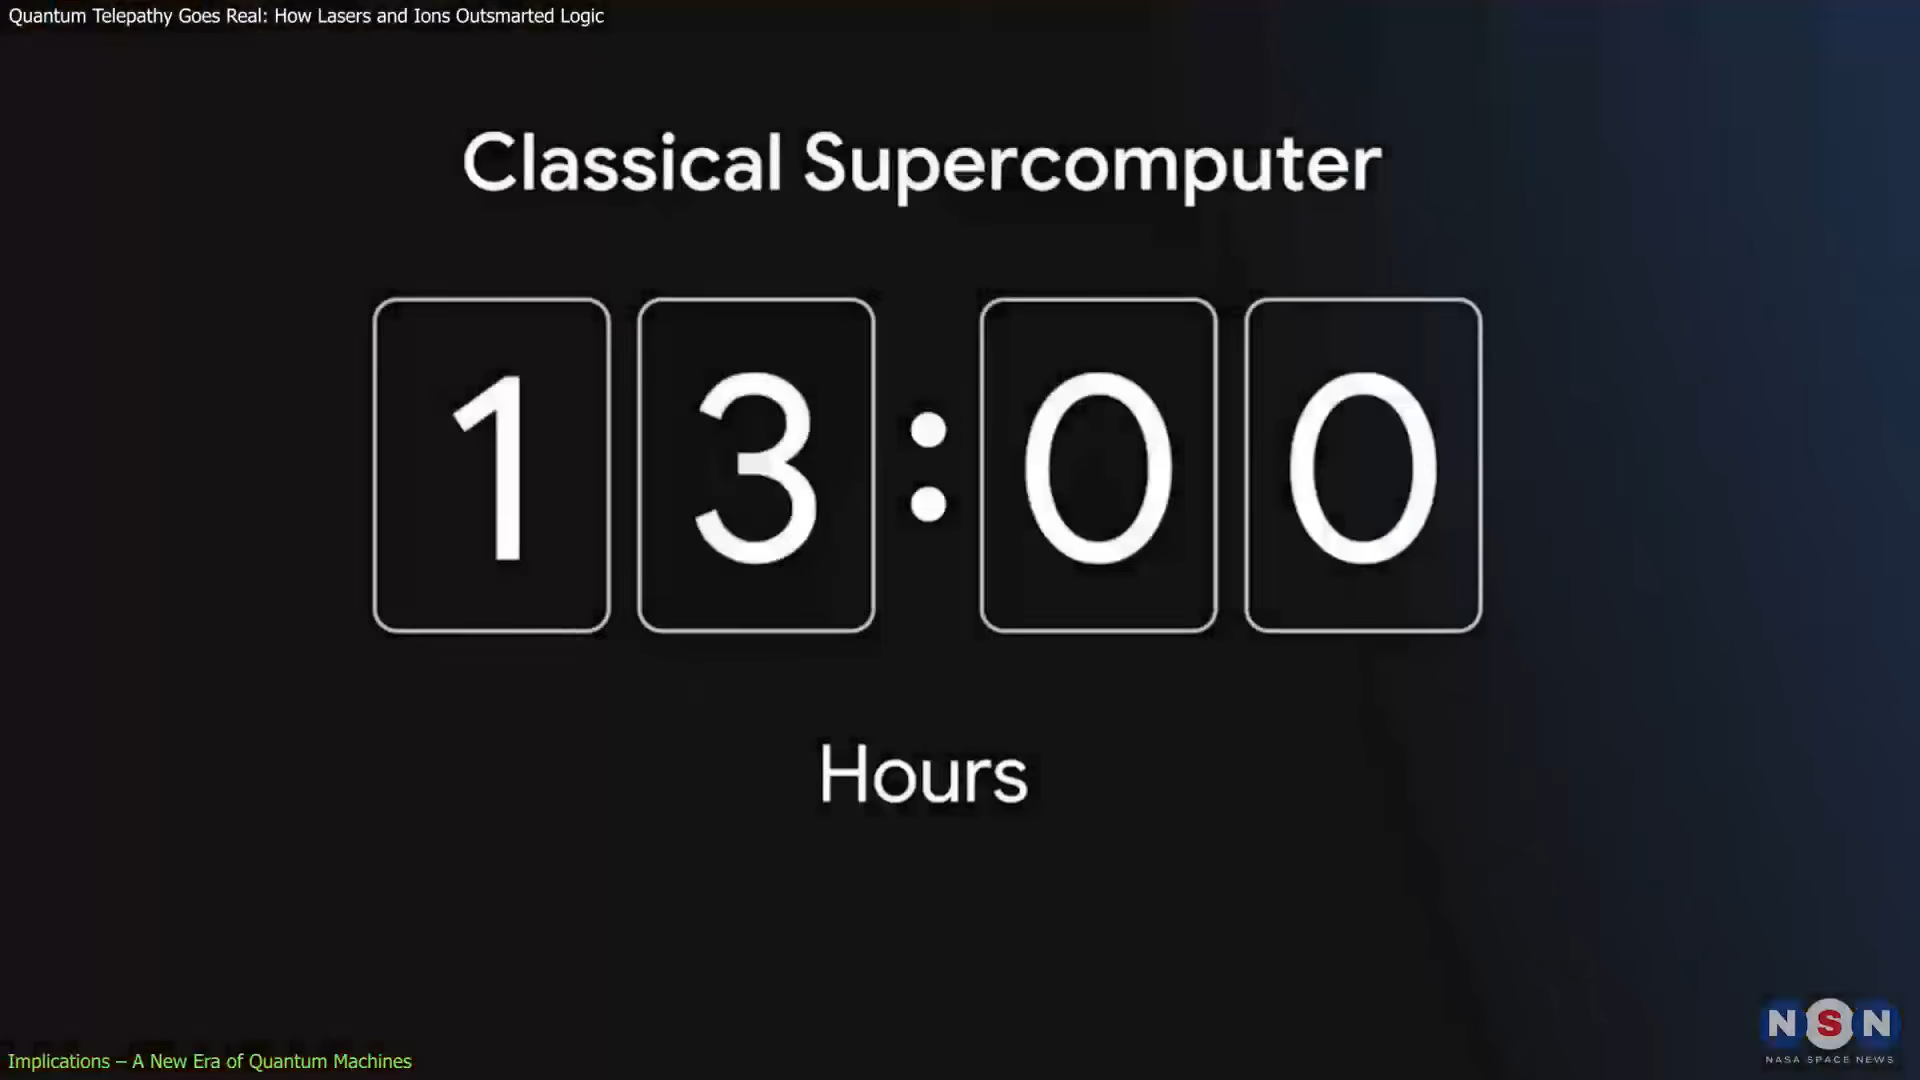 Quantum Telepathy Goes Real: How Lasers and Ions Outsmarted Logic
Classical Supercomputer
13:00
Hours
NSN
NASA SPACE NEWS
Implications – A New Era of Quantum Machines